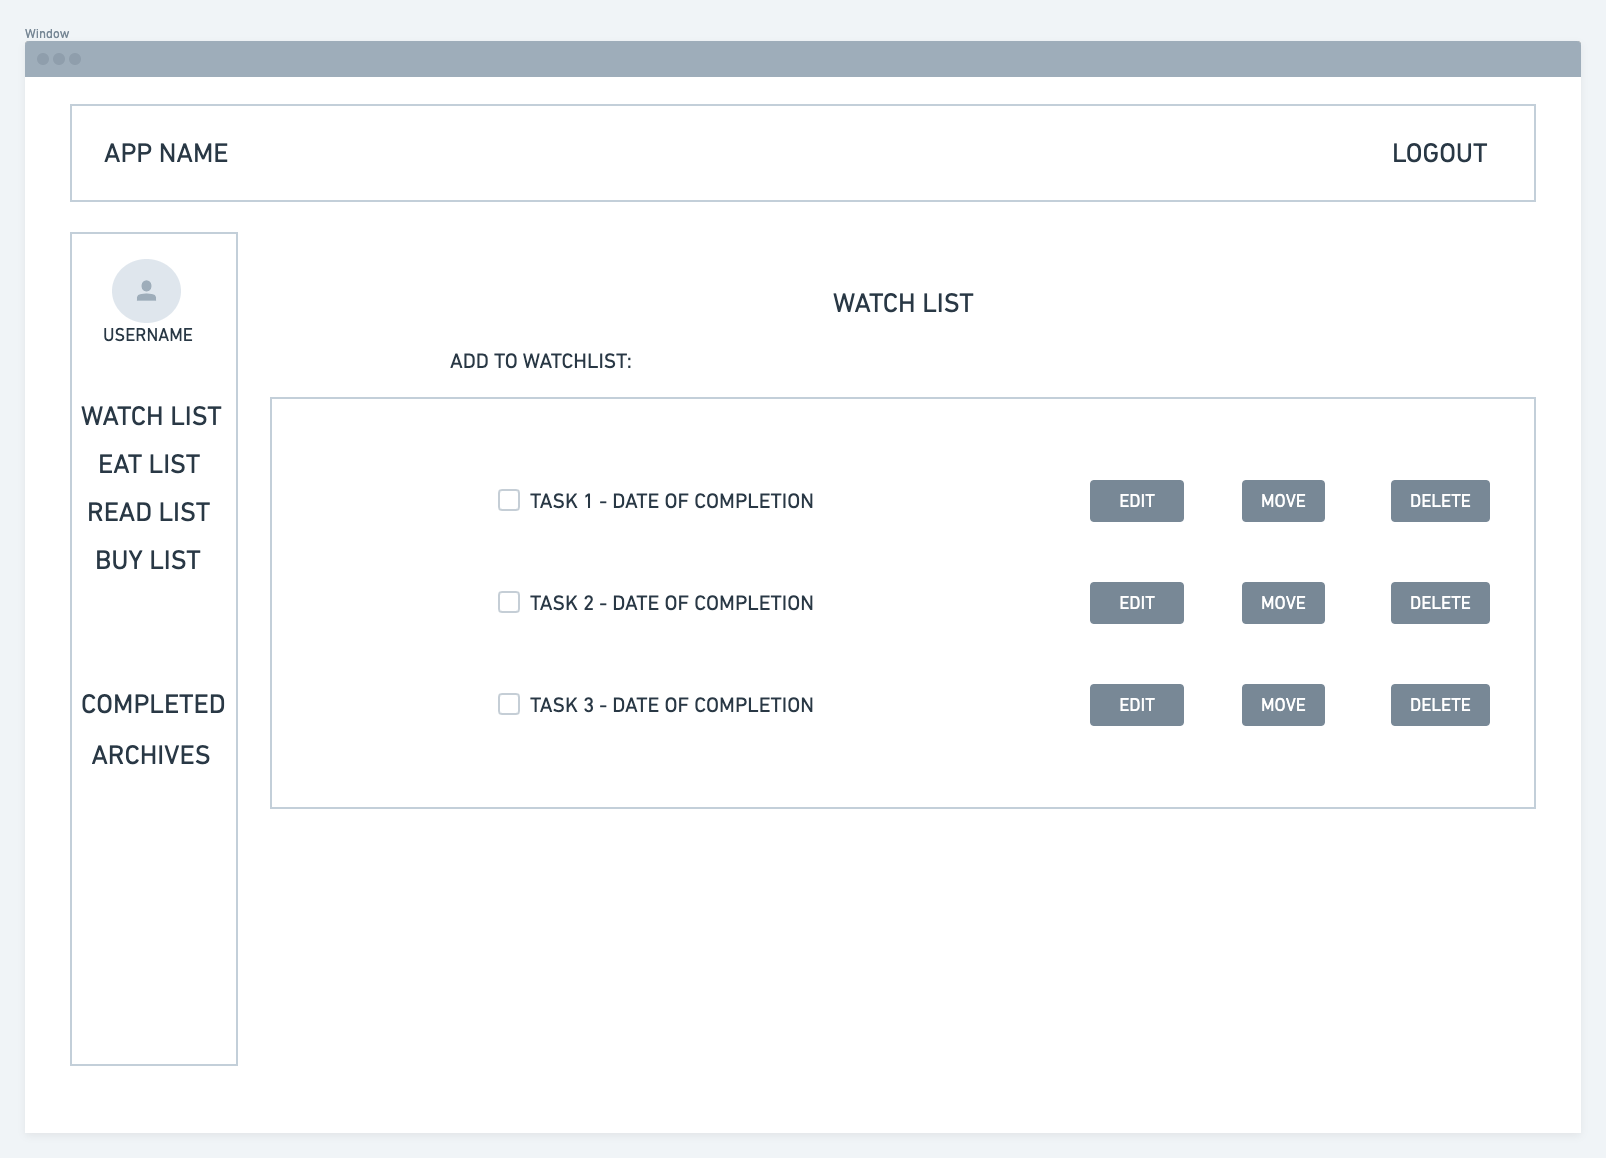 Window
APP NAME
LOGOUT
USERNAME
WATCH LIST
EAT LIST
READ LIST
BUY LIST
COMPLETED
ARCHIVES
WATCH LIST
ADD TO WATCHLIST:
TASK 1 - DATE OF COMPLETION EDIT MOVE DELETE
TASK 2 - DATE OF COMPLETION EDIT MOVE DELETE
TASK 3 - DATE OF COMPLETION EDIT MOVE DELETE